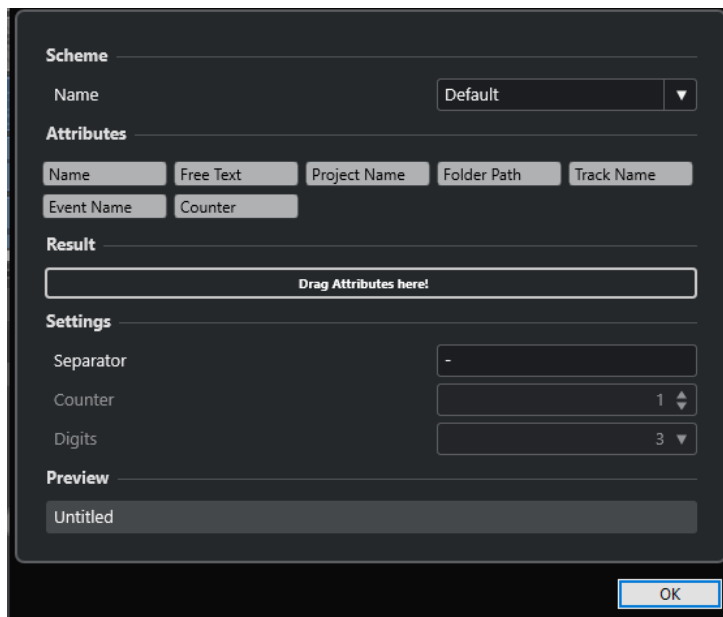 Scheme
Name Default
Attributes
Name Free Text Project Name Folder Path Track Name
Event Name Counter
Result
Drag Attributes here!
Settings
Separator -
Counter 1
Digits 3
Preview
Untitled
OK